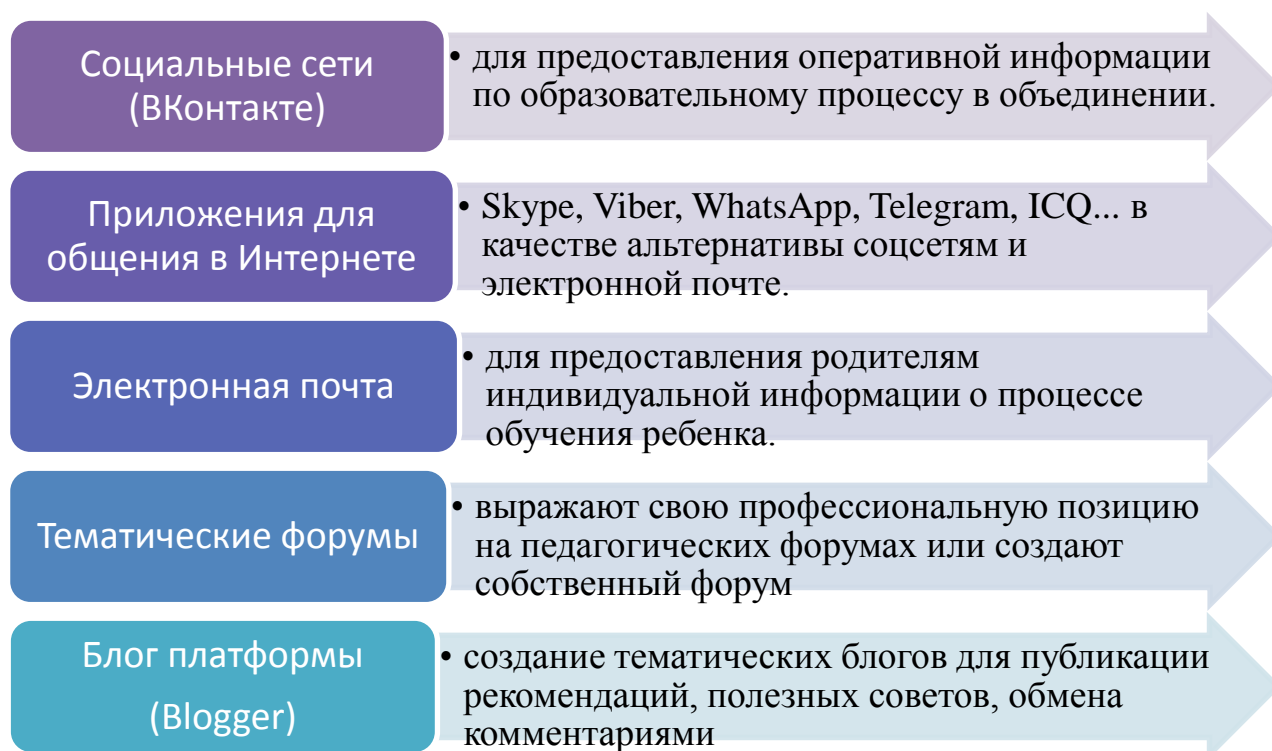 Социальные сети
(ВКонтакте)
• для предоставления оперативной информации
по образовательному процессу в объединении.
Приложения для
общения в Интернете
• Skype, Viber, WhatsApp, Telegram, ICQ... в
качестве альтернативы соцсетям и
электронной почте.
Электронная почта
• для предоставления родителям
индивидуальной информации о процессе
обучения ребенка.
Тематические форумы
• выражают свою профессиональную позицию
на педагогических форумах или создают
собственный форум
Блог платформы
(Blogger)
• создание тематических блогов для публикации
рекомендаций, полезных советов, обмена
комментариями